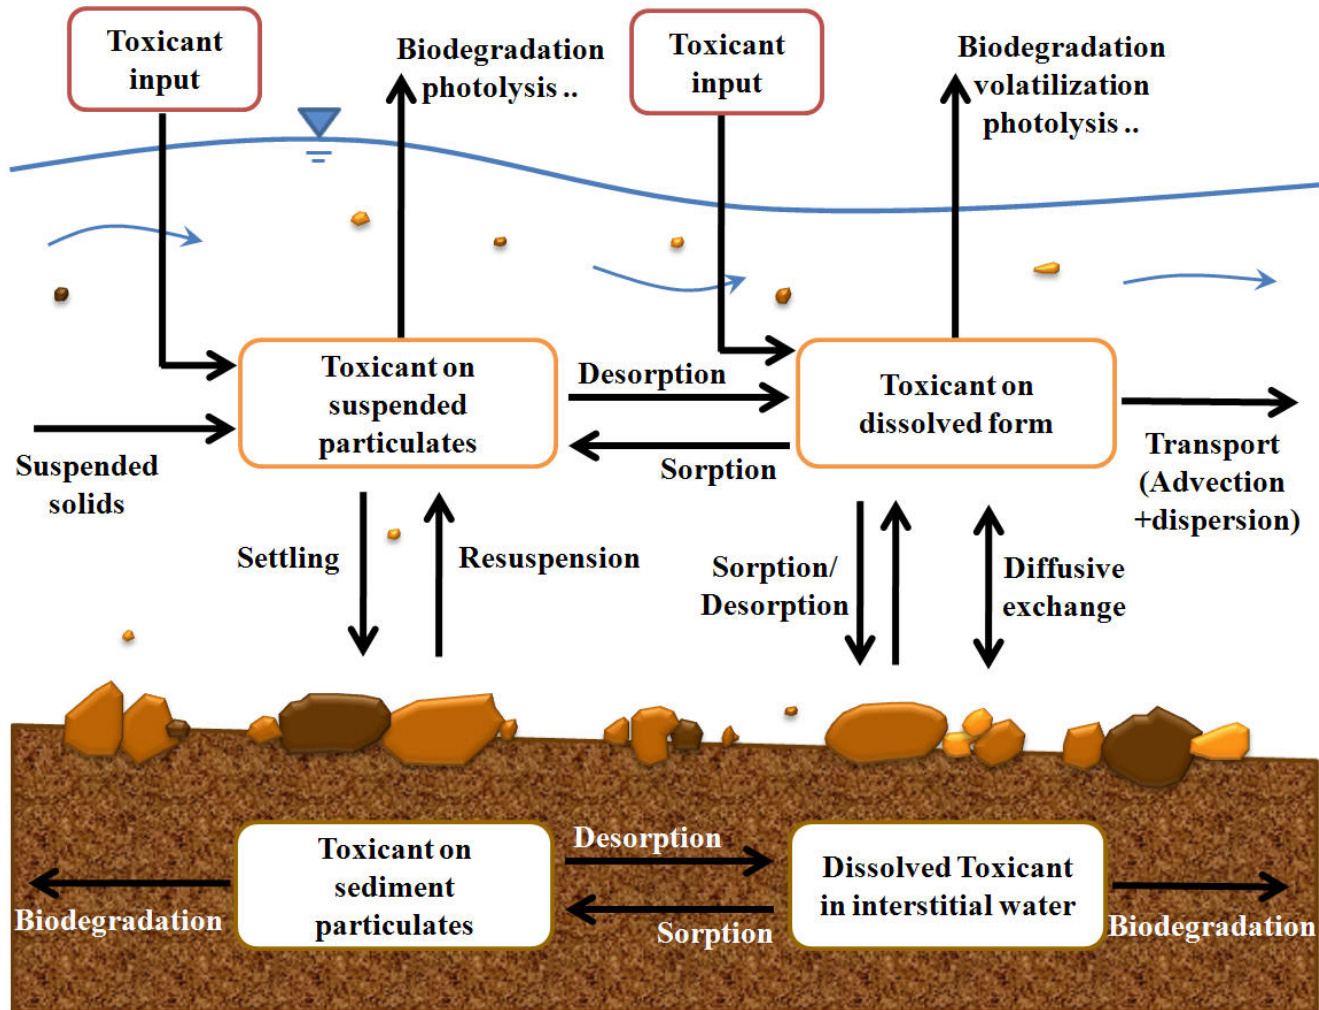 Toxicant
input
Biodegradation
photolysis ..
Toxicant
input
Biodegradation
volatilization
photolysis ..
Toxicant on
suspended
particulates
Desorption
Sorption
Toxicant on
dissolved form
Suspended
solids
Transport
(Advection
+dispersion)
Settling
Resuspension
Sorption/
Desorption
Diffusive
exchange
Toxicant on
sediment
particulates
Desorption
Sorption
Dissolved Toxicant
in interstitial water
Biodegradation
Biodegradation